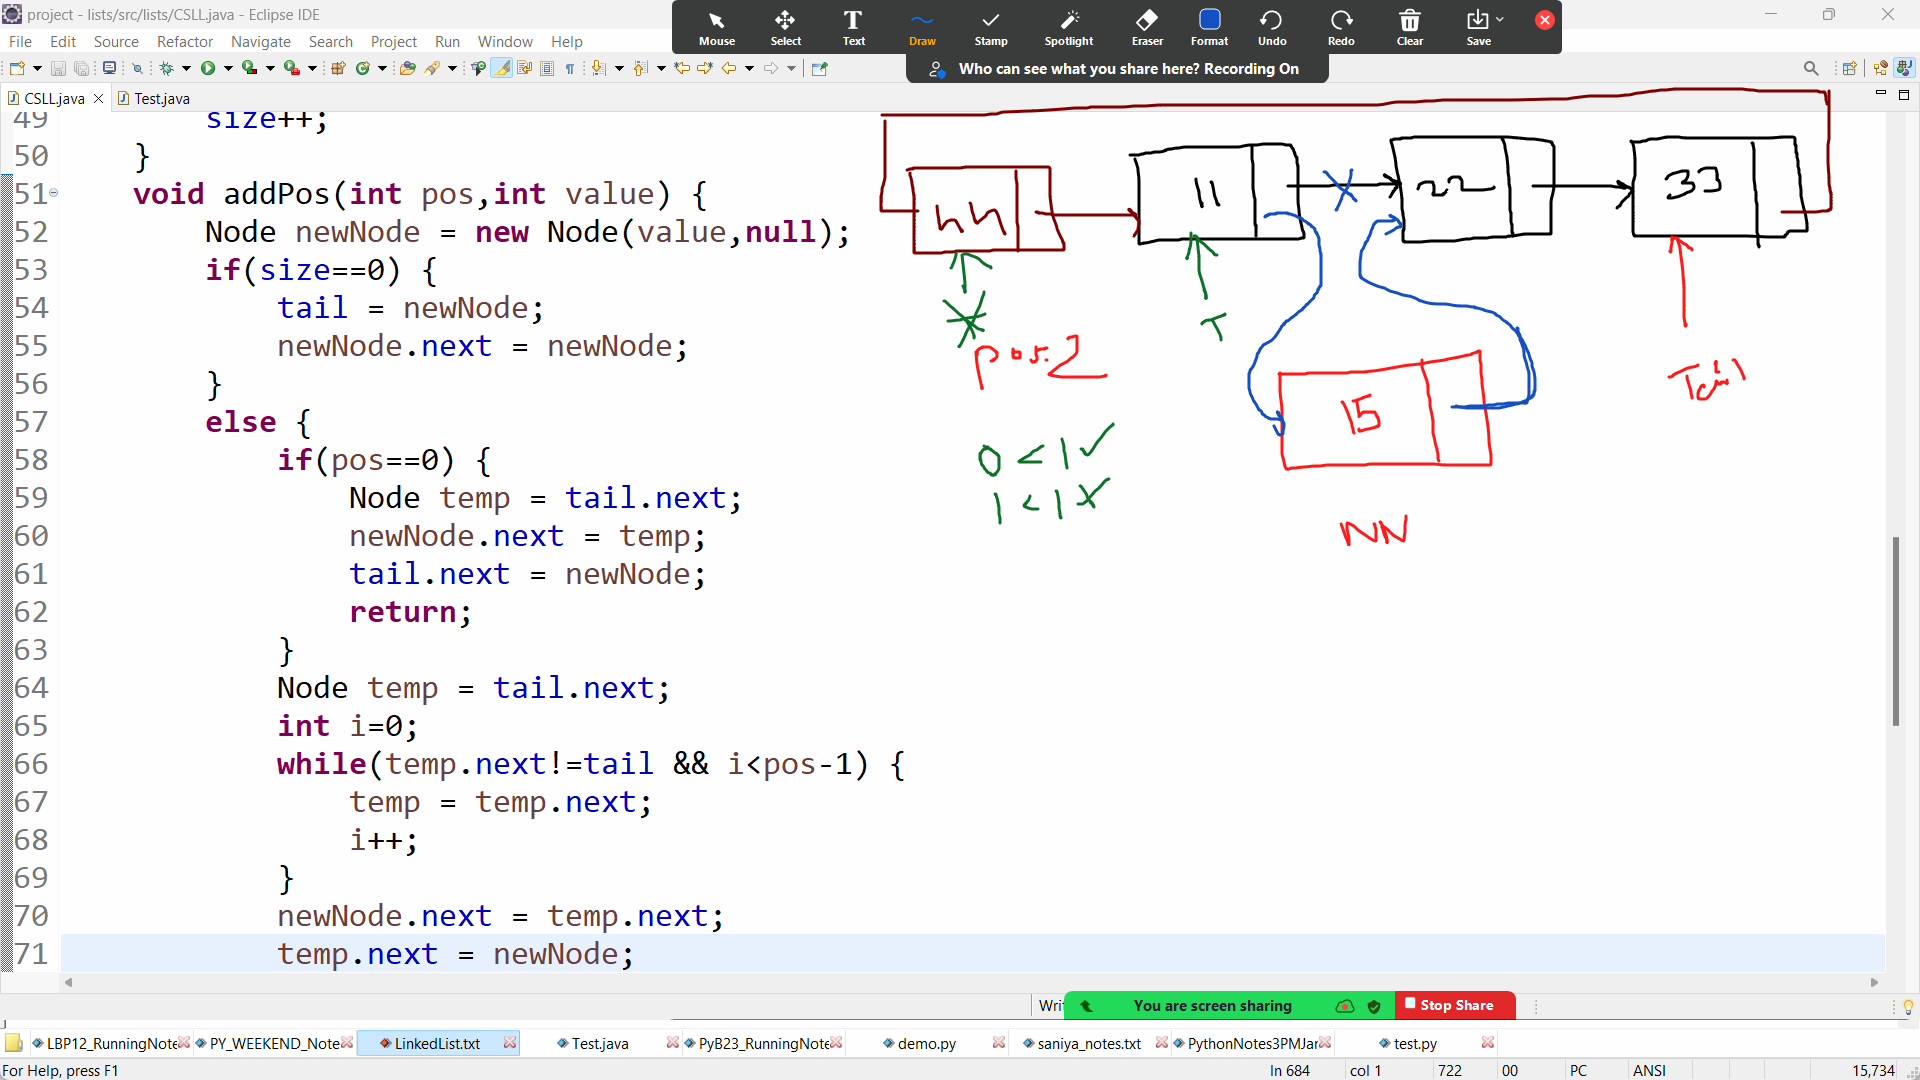 project - lists/src/lists/CSLL.java - Eclipse IDE
File Edit Source Refactor Navigate Search Project Run Window Help
Mouse Select Text Draw Stamp Spotlight Eraser Format Undo Redo Clear Save
Who can see what you share here? Recording On
CSLL.java Test.java
49 size++;
50 }
51 void addPos(int pos,int value) {
52 Node newNode = new Node(value,null);
53 if(size==0) {
54 tail = newNode;
55 newNode.next = newNode;
56 }
57 else {
58 if(pos==0) {
59 Node temp = tail.next;
60 newNode.next = temp;
61 tail.next = newNode;
62 return;
63 }
64 Node temp = tail.next;
65 int i=0;
66 while(temp.next!=tail && i<pos-1) {
67 temp = temp.next;
68 i++;
69 }
70 newNode.next = temp.next;
71 temp.next = newNode;
11 22 33
T
pos.2
Tail
15
0 < 1 ✓
1 < 1 ×
NN
Wri
You are screen sharing Stop Share
LBP12_RunningNote PY_WEEKEND_Note LinkedList.txt Test.java PyB23_RunningNote demo.py saniya_notes.txt PythonNotes3PMJar test.py
For Help, press F1 ln 684 col 1 722 00 PC ANSI 15,734